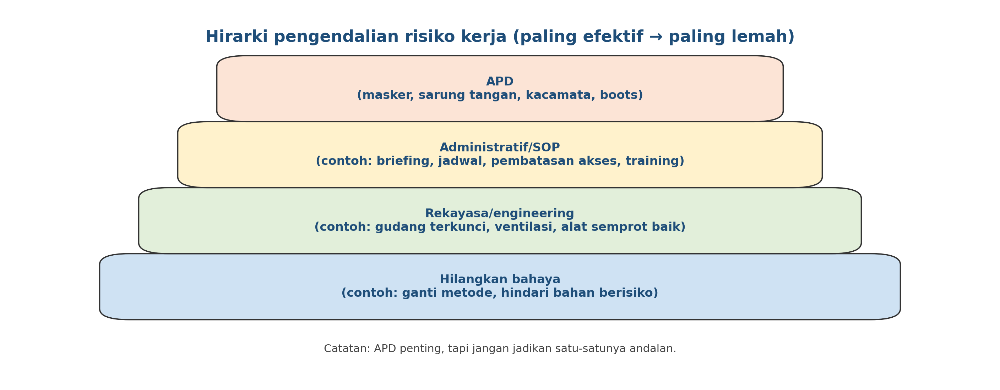 Hirarki pengendalian risiko kerja (paling efektif → paling lemah)
APD
(masker, sarung tangan, kacamata, boots)
Administratif/SOP
(contoh: briefing, jadwal, pembatasan akses, training)
Rekayasa/engineering
(contoh: gudang terkunci, ventilasi, alat semprot baik)
Hilangkan bahaya
(contoh: ganti metode, hindari bahan berisiko)
Catatan: APD penting, tapi jangan jadikan satu-satunya andalan.